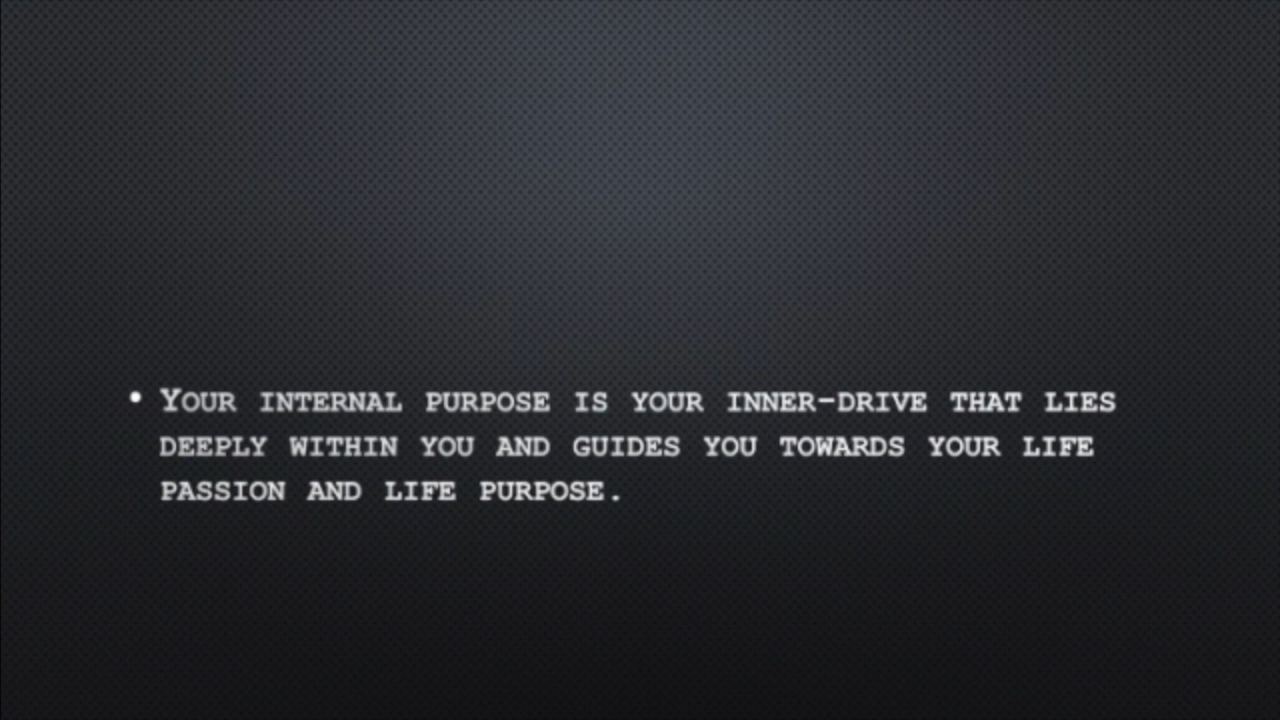 • Your internal purpose is your inner-drive that lies
deeply within you and guides you towards your life
passion and life purpose.